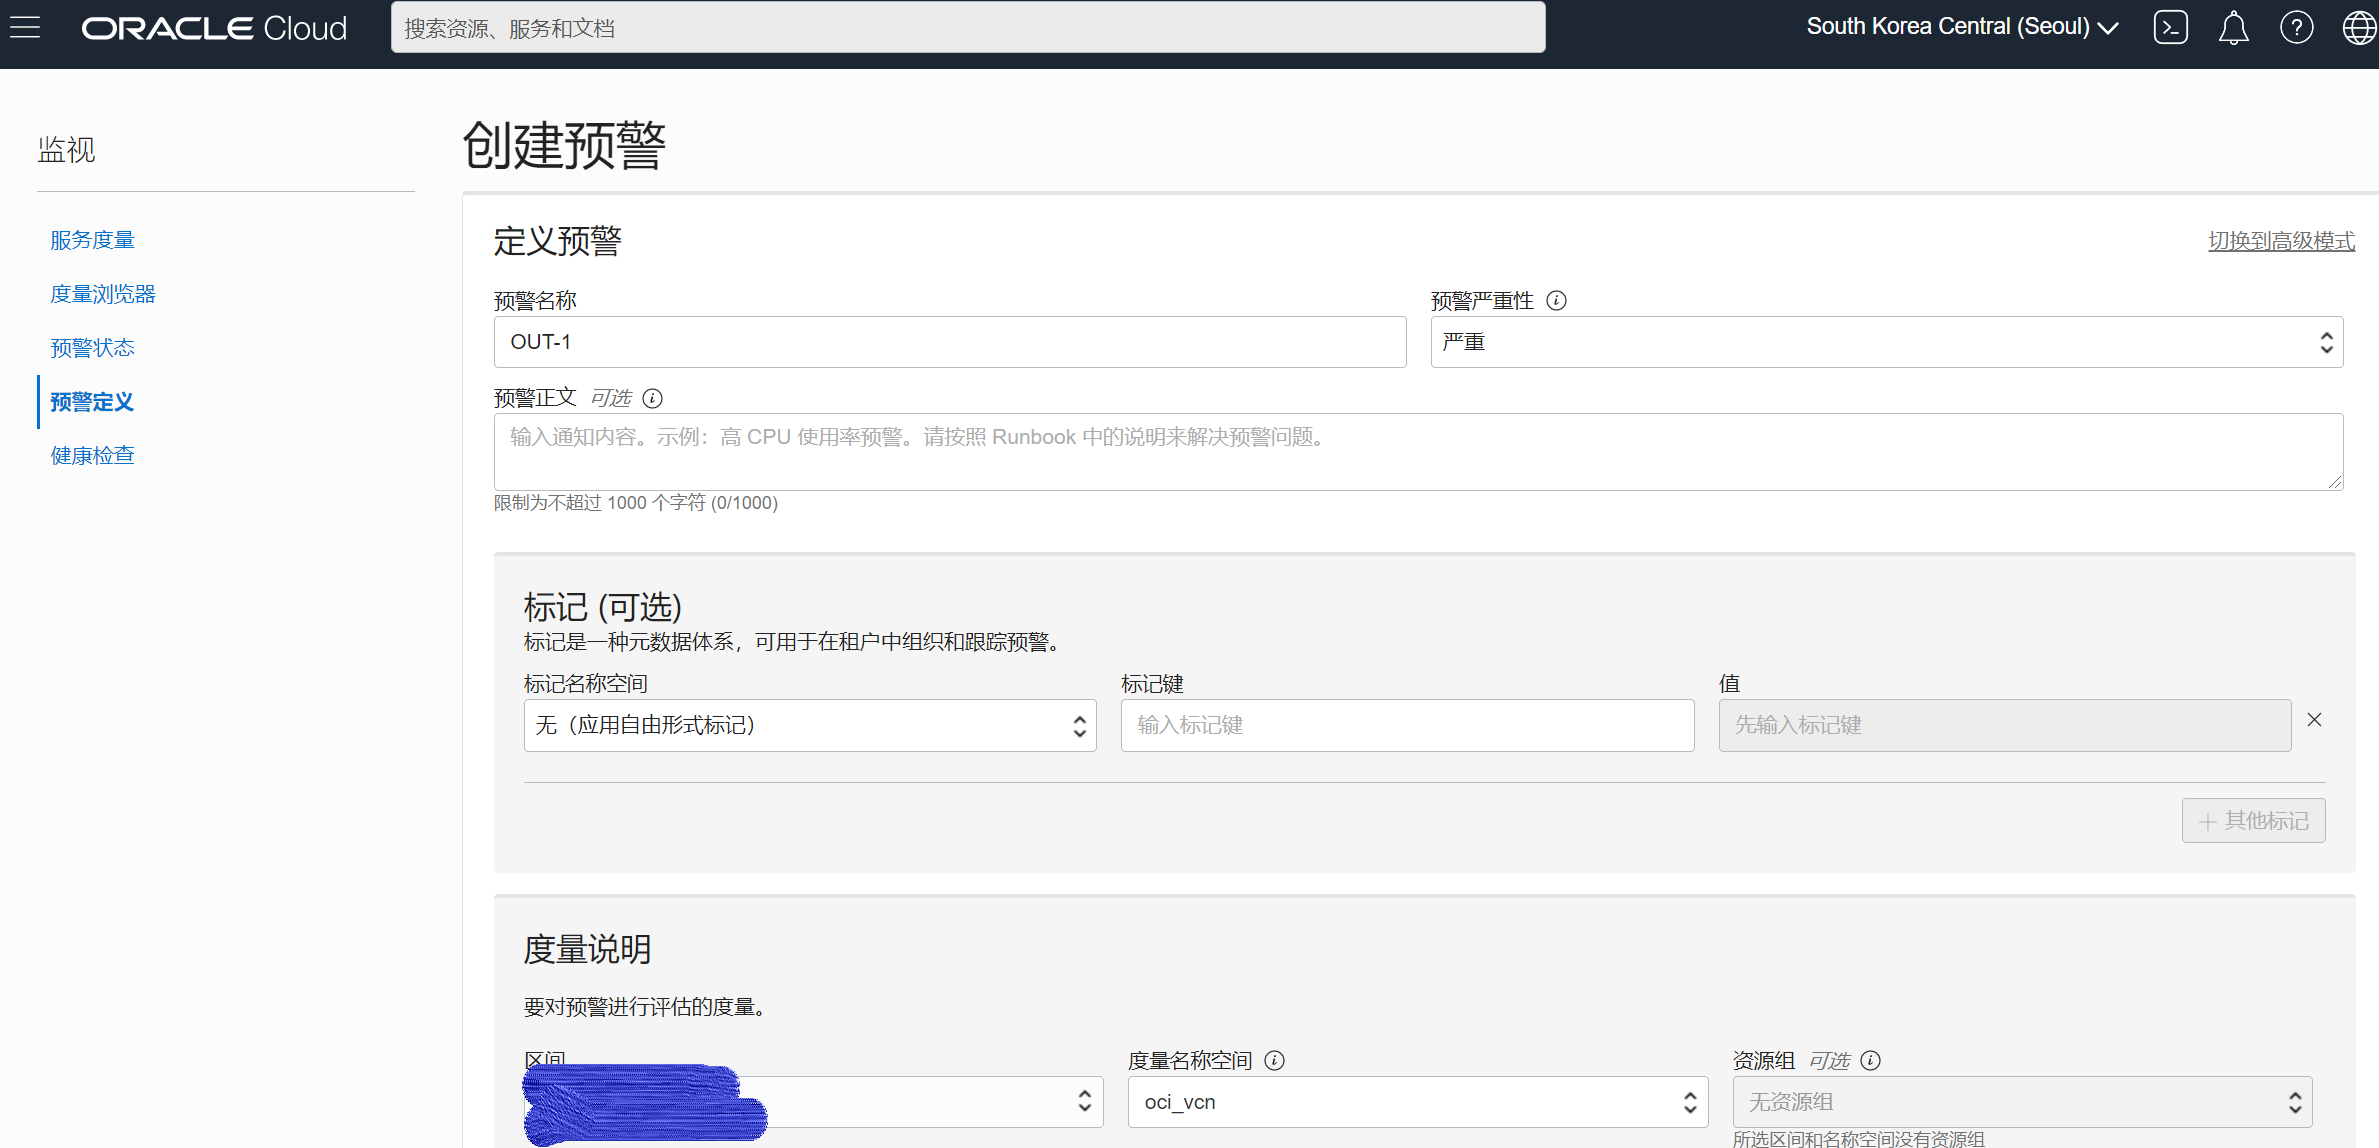 ORACLE Cloud
搜索资源、服务和文档
South Korea Central (Seoul)
监视
服务度量
度量浏览器
预警状态
预警定义
健康检查
创建预警
定义预警
切换到高级模式
预警名称
预警严重性
OUT-1
严重
预警正文 可选
输入通知内容。示例：高 CPU 使用率预警。请按照 Runbook 中的说明来解决预警问题。
限制为不超过 1000 个字符 (0/1000)
标记 (可选)
标记是一种元数据体系，可用于在租户中组织和跟踪预警。
标记名称空间
标记键
值
无（应用自由形式标记）
输入标记键
先输入标记键
其他标记
度量说明
要对预警进行评估的度量。
区间
度量名称空间
资源组 可选
oci_vcn
无资源组
所选区间和名称空间没有资源组